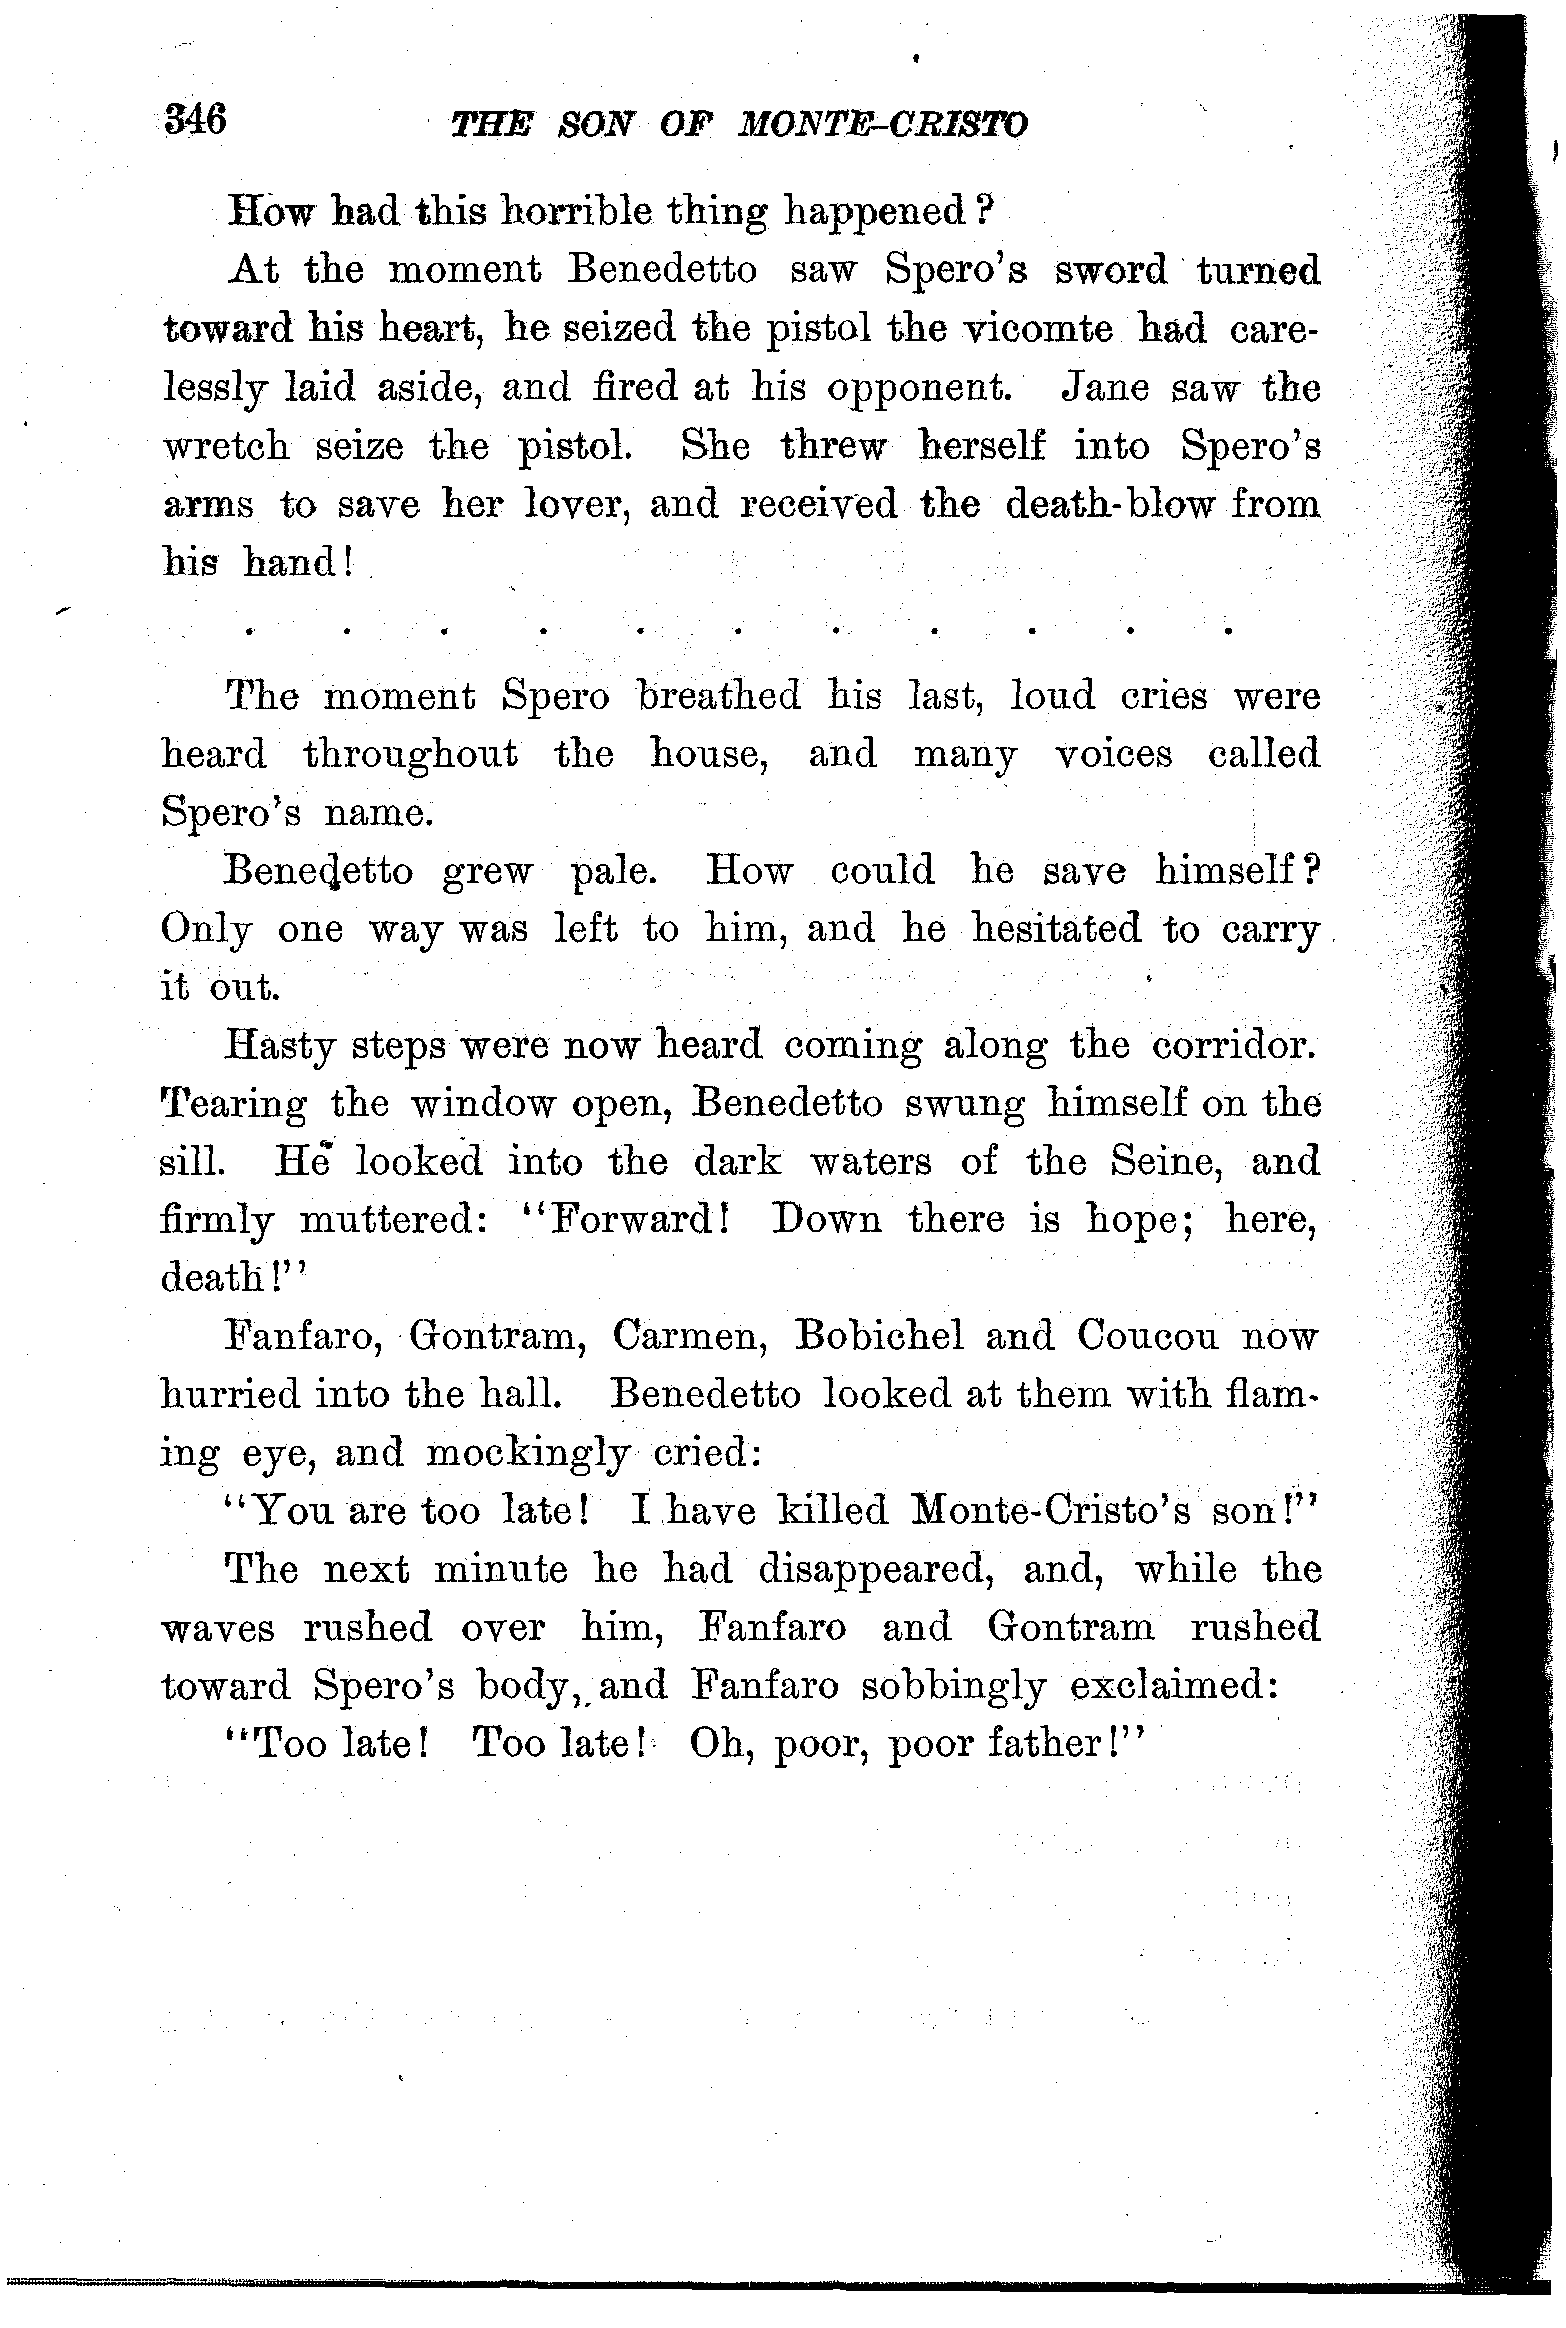 346 THE SON OF MONTE-CRISTO
How had this horrible thing happened?
At the moment Benedetto saw Spero's sword turned
toward his heart, he seized the pistol the vicomte had care-
lessly laid aside, and fired at his opponent. Jane saw the
wretch seize the pistol. She threw herself into Spero's
arms to save her lover, and received the death-blow from
his hand!
. . . . . . . . . . .
The moment Spero breathed his last, loud cries were
heard throughout the house, and many voices called
Spero's name.
Benedetto grew pale. How could he save himself?
Only one way was left to him, and he hesitated to carry
it out.
Hasty steps were now heard coming along the corridor.
Tearing the window open, Benedetto swung himself on the
sill. He looked into the dark waters of the Seine, and
firmly muttered: "Forward! Down there is hope; here,
death!"
Fanfaro, Gontram, Carmen, Bobichel and Coucou now
hurried into the hall. Benedetto looked at them with flam-
ing eye, and mockingly cried:
"You are too late! I have killed Monte-Cristo's son!"
The next minute he had disappeared, and, while the
waves rushed over him, Fanfaro and Gontram rushed
toward Spero's body, and Fanfaro sobbingly exclaimed:
"Too late! Too late! Oh, poor, poor father!"